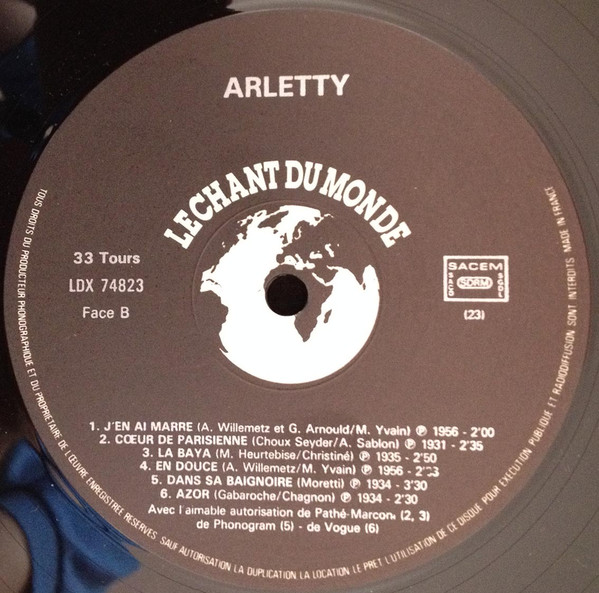 ARLETTY
LE CHANT DU MONDE
33 Tours
LDX 74823
Face B
SACEM
SACD
SDRM
SGDL
(23)
1. J'EN AI MARRE (A. Willemetz et G. Arnould/M. Yvain) ℗ 1956 - 2'00
2. CŒUR DE PARISIENNE (Choux Seyder/A. Sablon) ℗ 1931 - 2'35
3. LA BAYA (M. Heurtebise/Christiné) ℗ 1935 - 2'50
4. EN DOUCE (A. Willemetz/M. Yvain) ℗ 1956 -
5. DANS SA BAIGNOIRE (Moretti) ℗ 1934 - 3'30
6. AZOR (Gabaroche/Chagnon) ℗ 1934 - 2'30
Avec l'aimable autorisation de Pathé-Marconi (2, 3)
de Phonogram (5) - de Vogue (6)
TOUS DROITS DU PRODUCTEUR PHONOGRAPHIQUE ET DU PROPRIETAIRE DE L'ŒUVRE ENREGISTREE RESERVES. SAUF AUTORISATION LA DUPLICATION LA LOCATION LE PRET L'UTILISATION DE CE DISQUE POUR EXECUTION PUBLIQUE ET RADIODIFFUSION SONT INTERDITS MADE IN FRANCE